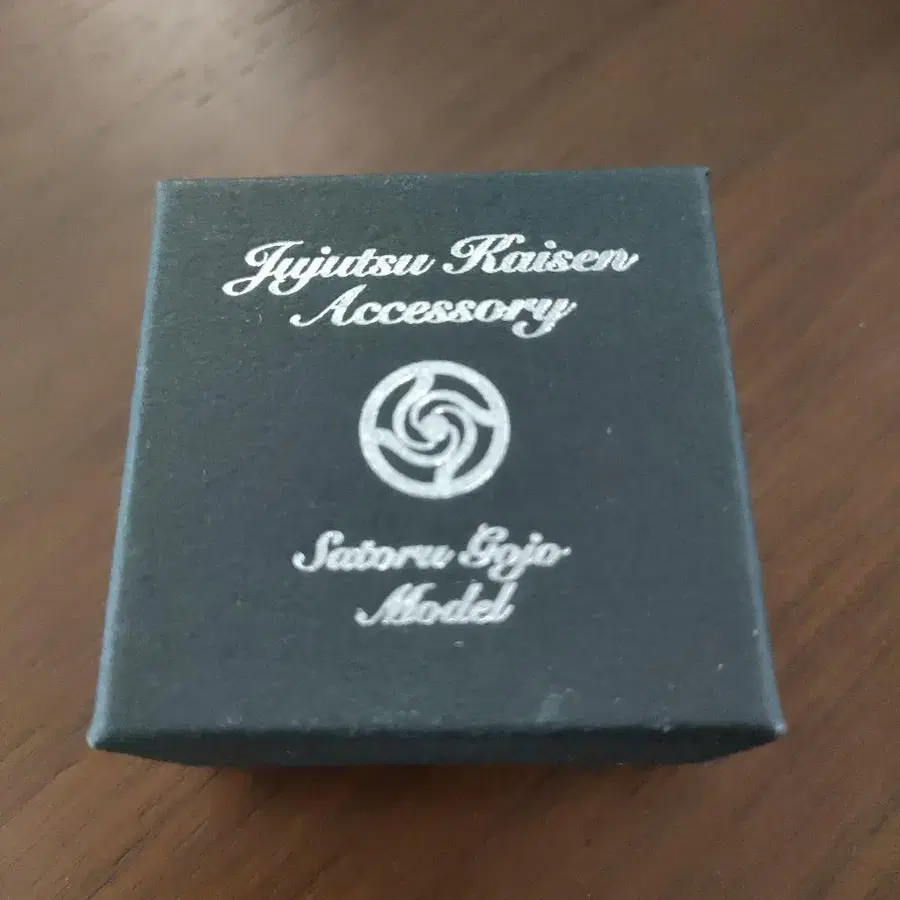 Jujutsu Kaisen
Accessory
Satoru Gojo
Model